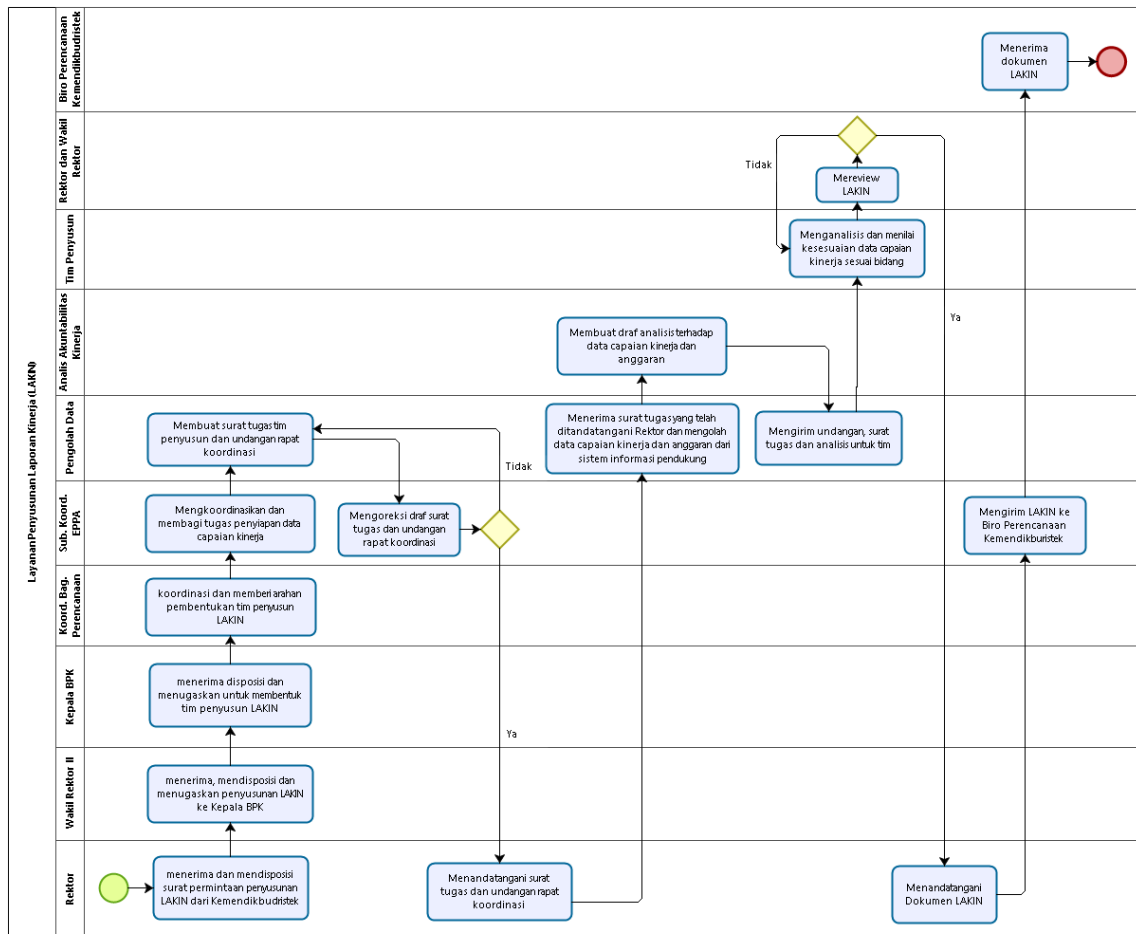 Layanan Penyusunan Laporan Kinerja (LAKIN)
Biro Perencanaan
Kemendikbudristek
Menerima
dokumen
LAKIN
Rektor dan Wakil
Rektor
Tidak
Mereview
LAKIN
Tim Penyusun
Menganalisis dan menilai
kesesuaian data capaian
kinerja sesuai bidang
Analis Akuntabilitas
Kinerja
Membuat draf analisis terhadap
data capaian kinerja dan
anggaran
Ya
Pengolah Data
Membuat surat tugas tim
penyusun dan undangan rapat
koordinasi
Tidak
Menerima surat tugas yang telah
ditandatangani Rektor dan mengolah
data capaian kinerja dan anggaran dari
sistem informasi pendukung
Mengirim undangan, surat
tugas dan analisis untuk tim
Sub. Koord.
EPPA
Mengkoordinasikan dan
membagi tugas penyiapan data
capaian kinerja
Mengoreksi draf surat
tugas dan undangan
rapat koordinasi
Mengirim LAKIN ke
Biro Perencanaan
Kemendikburistek
Koord. Bag.
Perencanaan
koordinasi dan memberi arahan
pembentukan tim penyusun
LAKIN
Kepala BPK
menerima disposisi dan
menugaskan untuk membentuk
tim penyusun LAKIN
Ya
Wakil Rektor II
menerima, mendisposisi dan
menugaskan penyusunan LAKIN
ke Kepala BPK
Rektor
menerima dan mendisposisi
surat permintaan penyusunan
LAKIN dari Kemendikbudristek
Menandatangani surat
tugas dan undangan rapat
koordinasi
Menandatangani
Dokumen LAKIN